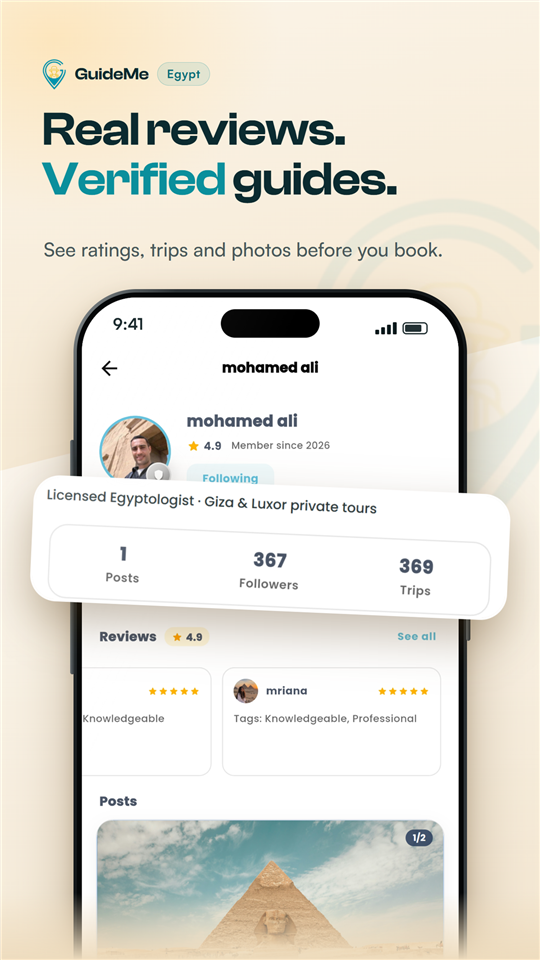 GuideMe Egypt
Real reviews.
Verified guides.
See ratings, trips and photos before you book.
9:41
mohamed ali
mohamed ali
4.9 Member since 2026
Following
Licensed Egyptologist · Giza & Luxor private tours
1 367 369
Posts Followers Trips
Reviews 4.9 See all
mriana
Knowledgeable
Tags: Knowledgeable, Professional
Posts
1/2